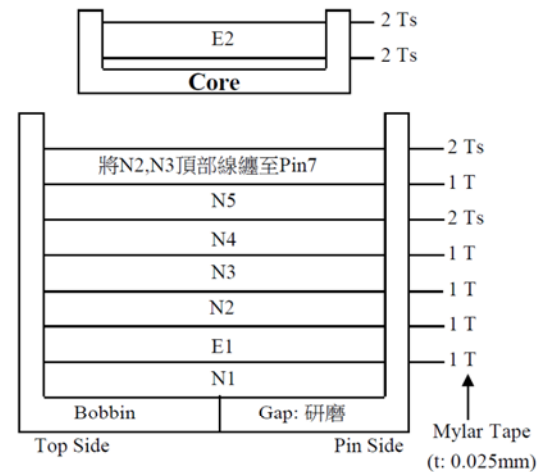 2 Ts
E2
2 Ts
Core
2 Ts
將N2,N3頂部線纏至Pin7
1 T
N5
2 Ts
N4
1 T
N3
1 T
N2
1 T
E1
1 T
N1
Bobbin
Gap: 研磨
Top Side
Pin Side
Mylar Tape
(t: 0.025mm)